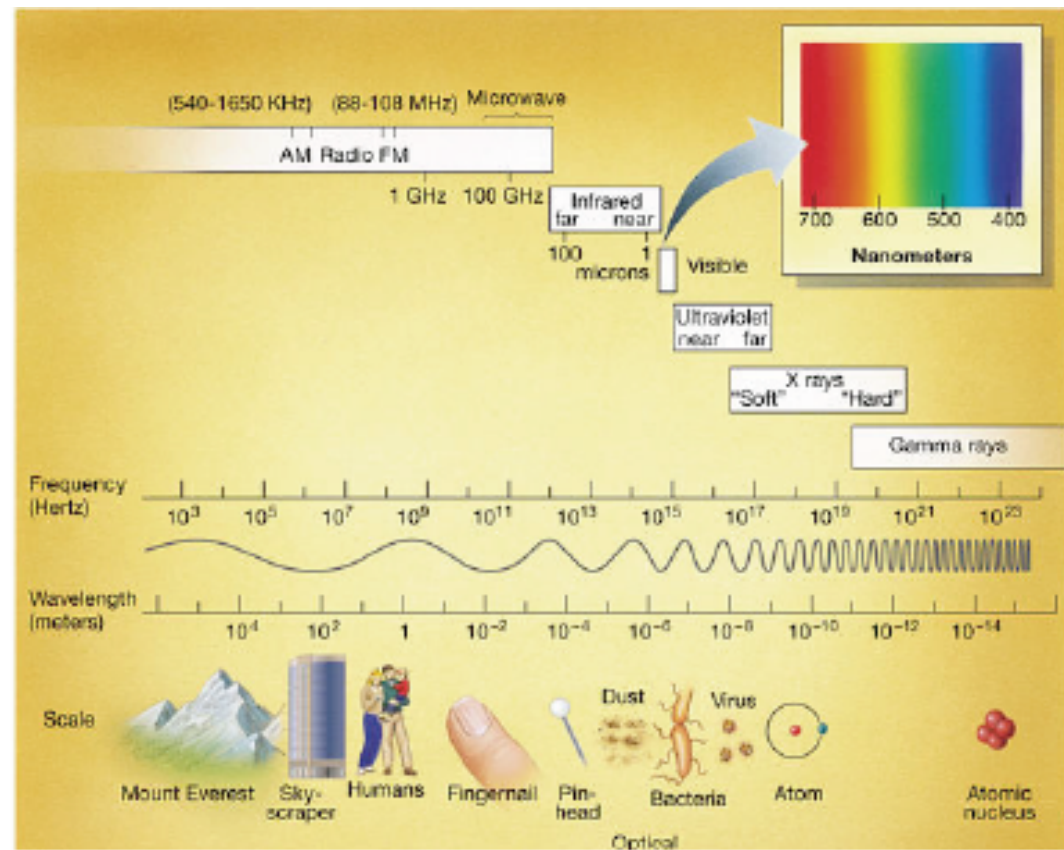 (540-1650 KHz) (88-108 MHz) Microwave
AM Radio FM
1 GHz 100 GHz
Infrared
far near
100 1
microns
Visible
700 600 500 400
Nanometers
Ultraviolet
near far
X rays
"Soft" "Hard"
Gamma rays
Frequency
(Hertz)
10³ 10⁵ 10⁷ 10⁹ 10¹¹ 10¹³ 10¹⁵ 10¹⁷ 10¹⁹ 10²¹ 10²³
Wavelength
(meters)
10⁴ 10² 1 10⁻² 10⁻⁴ 10⁻⁶ 10⁻⁸ 10⁻¹⁰ 10⁻¹² 10⁻¹⁴
Scale
Dust
Virus
Mount Everest
Sky-
scraper
Humans
Fingernail
Pin-
head
Bacteria
Atom
Atomic
nucleus
Optical